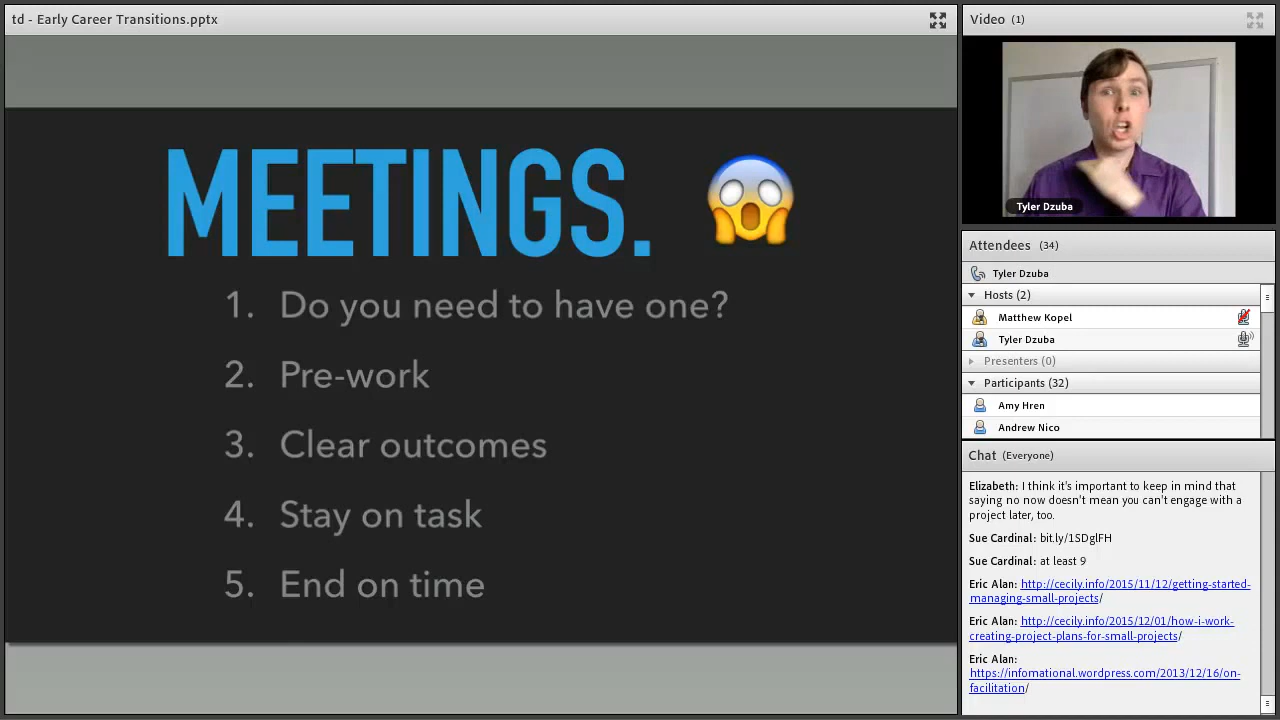 td - Early Career Transitions.pptx
MEETINGS.
1. Do you need to have one?
2. Pre-work
3. Clear outcomes
4. Stay on task
5. End on time
Video (1)
Tyler Dzuba
Attendees (34)
Tyler Dzuba
Hosts (2)
Matthew Kopel
Tyler Dzuba
Presenters (0)
Participants (32)
Amy Hren
Andrew Nico
Chat (Everyone)
Elizabeth: I think it's important to keep in mind that
saying no now doesn't mean you can't engage with a
project later, too.
Sue Cardinal: bit.ly/1SDglFH
Sue Cardinal: at least 9
Eric Alan: http://cecily.info/2015/11/12/getting-started-
managing-small-projects/
Eric Alan: http://cecily.info/2015/12/01/how-i-work-
creating-project-plans-for-small-projects/
Eric Alan:
https://infomational.wordpress.com/2013/12/16/on-
facilitation/